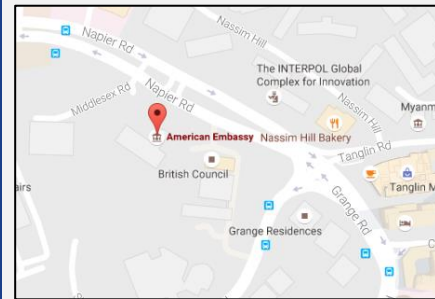 Napier Rd
Nassim Hill
Napier Rd
The INTERPOL Global
Complex for Innovation
Middlesex Rd
Nassim Hill
Myanm
American Embassy
Nassim Hill Bakery
Tanglin Rd
British Council
Tanglin M
airs
Grange Rd
Grange Residences
C